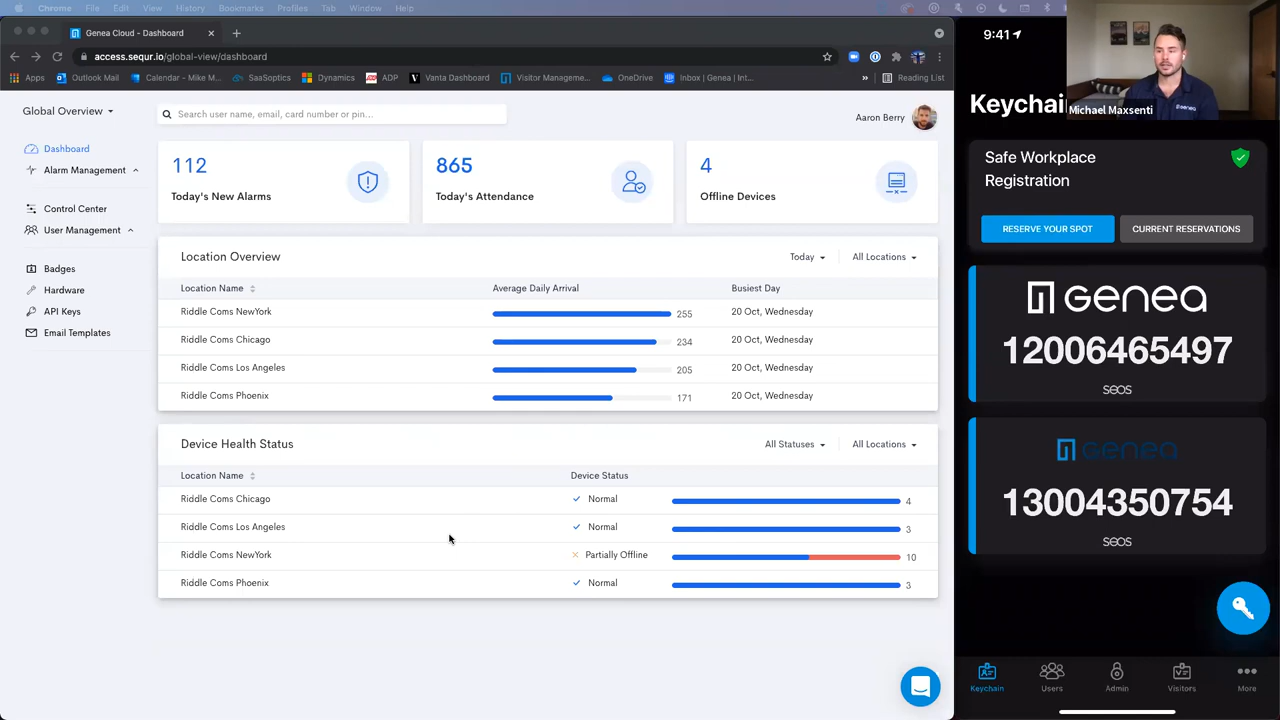 Chrome File Edit View History Bookmarks Profiles Tab Window Help
Genea Cloud - Dashboard
access.sequr.io/global-view/dashboard
Apps Outlook Mail Calendar - Mike M... SaaSoptics Dynamics ADP Vanta Dashboard Visitor Manageme... OneDrive Inbox | Genea | Int... » Reading List
Global Overview
Search user name, email, card number or pin...
Aaron Berry
Dashboard
Alarm Management
Control Center
User Management
Badges
Hardware
API Keys
Email Templates
112
Today's New Alarms
865
Today's Attendance
4
Offline Devices
Location Overview
Today
All Locations
Location Name Average Daily Arrival Busiest Day
Riddle Coms NewYork 255 20 Oct, Wednesday
Riddle Coms Chicago 234 20 Oct, Wednesday
Riddle Coms Los Angeles 205 20 Oct, Wednesday
Riddle Coms Phoenix 171 20 Oct, Wednesday
Device Health Status
All Statuses
All Locations
Location Name Device Status
Riddle Coms Chicago Normal 4
Riddle Coms Los Angeles Normal 3
Riddle Coms NewYork Partially Offline 10
Riddle Coms Phoenix Normal 3
9:41
Keychai
Michael Maxsenti
genea
Safe Workplace
Registration
RESERVE YOUR SPOT
CURRENT RESERVATIONS
Genea
12006465497
seos
Genea
13004350754
seos
Keychain Users Admin Visitors More